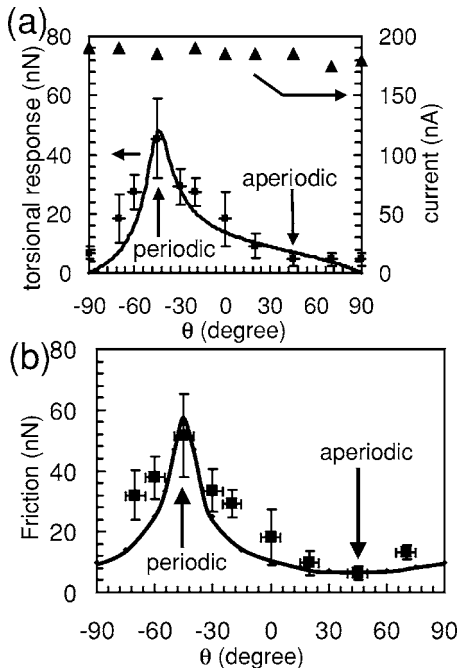 (a)
80
60
40
20
0
torsional response (nN)
200
150
100
50
0
current (nA)
periodic
aperiodic
-90 -60 -30 0 30 60 90
θ (degree)
(b)
80
60
40
20
0
Friction (nN)
periodic
aperiodic
-90 -60 -30 0 30 60 90
θ (degree)